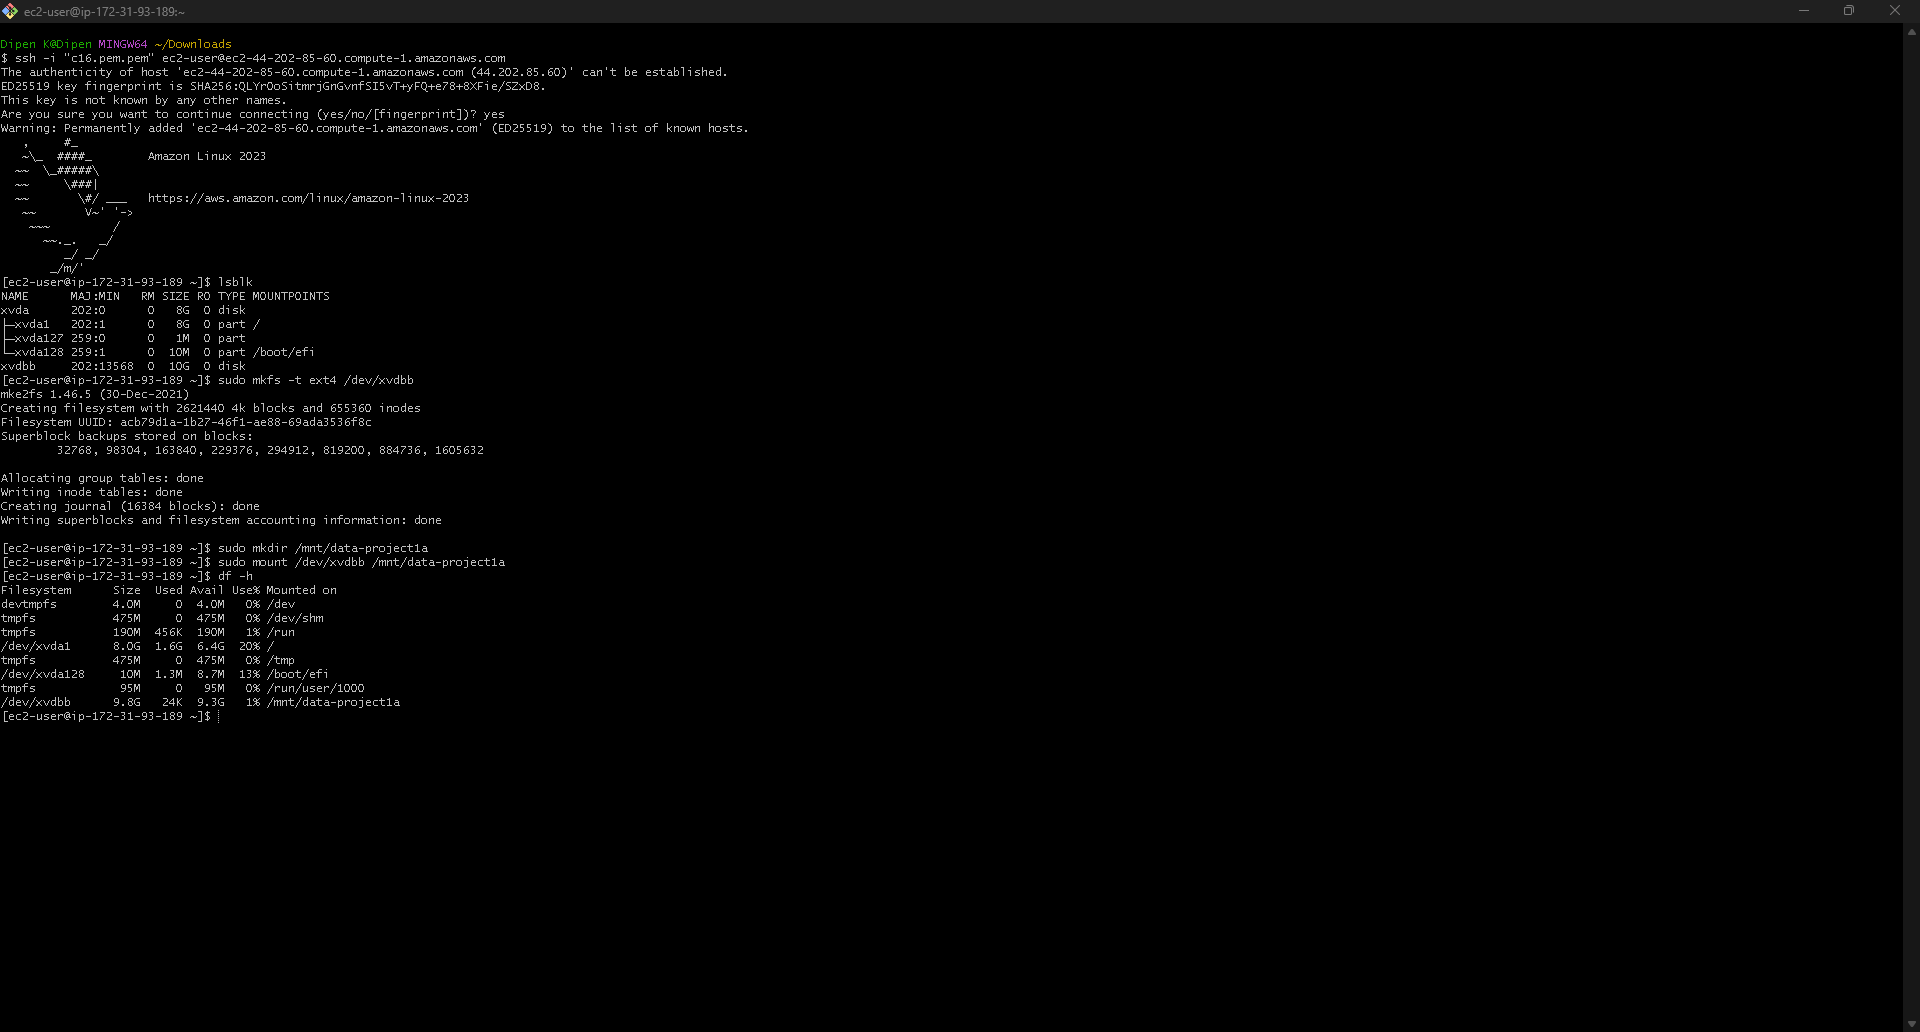 ec2-user@ip-172-31-93-189:~
Dipen K@Dipen MINGW64 ~/Downloads
$ ssh -i "c16.pem.pem" ec2-user@ec2-44-202-85-60.compute-1.amazonaws.com
The authenticity of host 'ec2-44-202-85-60.compute-1.amazonaws.com (44.202.85.60)' can't be established.
ED25519 key fingerprint is SHA256:QLYrOoSitmrjGnGvnfSI5vT+yFQ+e78+8XFie/SZxD8.
This key is not known by any other names.
Are you sure you want to continue connecting (yes/no/[fingerprint])? yes
Warning: Permanently added 'ec2-44-202-85-60.compute-1.amazonaws.com' (ED25519) to the list of known hosts.
   ,     #_
   ~\_  ####_        Amazon Linux 2023
  ~~  \_#####\
  ~~     \###|
  ~~       \#/ ___   https://aws.amazon.com/linux/amazon-linux-2023
   ~~       V~' '->
    ~~~         /
      ~~._.   _/
         _/ _/
       _/m/'
[ec2-user@ip-172-31-93-189 ~]$ lsblk
NAME      MAJ:MIN   RM SIZE RO TYPE MOUNTPOINTS
xvda      202:0      0   8G  0 disk
├─xvda1   202:1      0   8G  0 part /
├─xvda127 259:0      0   1M  0 part
└─xvda128 259:1      0  10M  0 part /boot/efi
xvdbb     202:13568  0  10G  0 disk
[ec2-user@ip-172-31-93-189 ~]$ sudo mkfs -t ext4 /dev/xvdbb
mke2fs 1.46.5 (30-Dec-2021)
Creating filesystem with 2621440 4k blocks and 655360 inodes
Filesystem UUID: acb79d1a-1b27-46f1-ae88-69ada3536f8c
Superblock backups stored on blocks:
        32768, 98304, 163840, 229376, 294912, 819200, 884736, 1605632
Allocating group tables: done
Writing inode tables: done
Creating journal (16384 blocks): done
Writing superblocks and filesystem accounting information: done
[ec2-user@ip-172-31-93-189 ~]$ sudo mkdir /mnt/data-project1a
[ec2-user@ip-172-31-93-189 ~]$ sudo mount /dev/xvdbb /mnt/data-project1a
[ec2-user@ip-172-31-93-189 ~]$ df -h
Filesystem      Size  Used Avail Use% Mounted on
devtmpfs        4.0M     0  4.0M   0% /dev
tmpfs           475M     0  475M   0% /dev/shm
tmpfs           190M  456K  190M   1% /run
/dev/xvda1      8.0G  1.6G  6.4G  20% /
tmpfs           475M     0  475M   0% /tmp
/dev/xvda128     10M  1.3M  8.7M  13% /boot/efi
tmpfs            95M     0   95M   0% /run/user/1000
/dev/xvdbb      9.8G   24K  9.3G   1% /mnt/data-project1a
[ec2-user@ip-172-31-93-189 ~]$